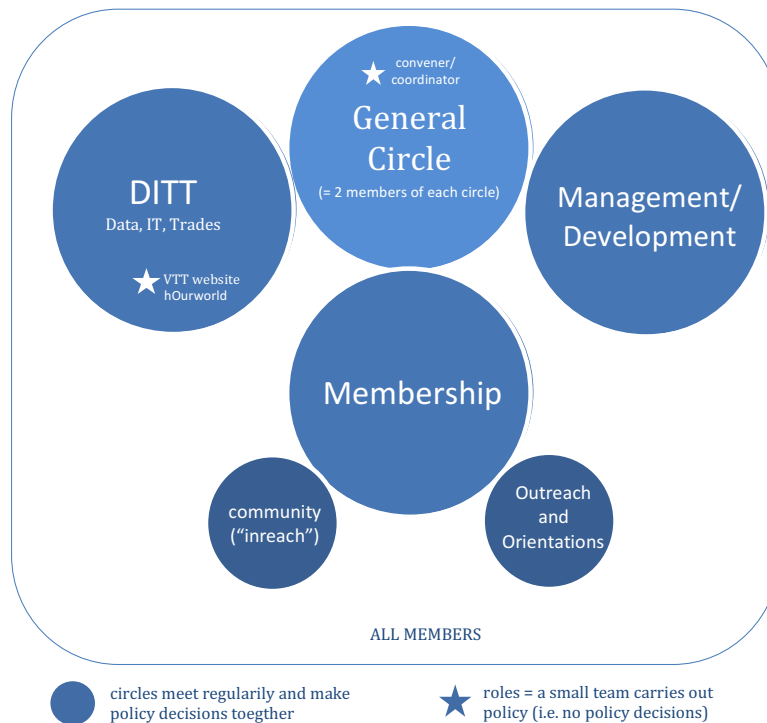 convener/
coordinator
General
Circle
(= 2 members of each circle)
DITT
Data, IT, Trades
VTT website
hOurworld
Management/
Development
Membership
community
(“inreach”)
Outreach
and
Orientations
ALL MEMBERS
circles meet regularily and make
policy decisions toegther
roles = a small team carries out
policy (i.e. no policy decisions)